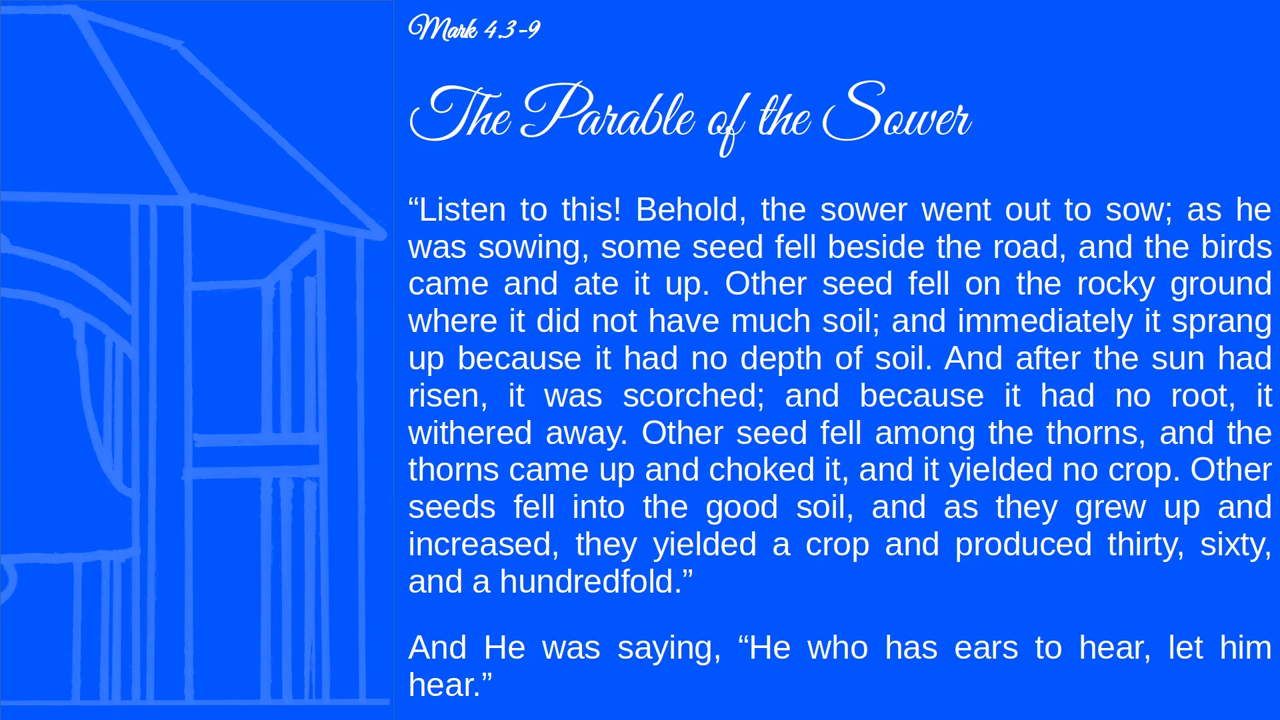 Mark 4.3-9
The Parable of the Sower
“Listen to this! Behold, the sower went out to sow; as he
was sowing, some seed fell beside the road, and the birds
came and ate it up. Other seed fell on the rocky ground
where it did not have much soil; and immediately it sprang
up because it had no depth of soil. And after the sun had
risen, it was scorched; and because it had no root, it
withered away. Other seed fell among the thorns, and the
thorns came up and choked it, and it yielded no crop. Other
seeds fell into the good soil, and as they grew up and
increased, they yielded a crop and produced thirty, sixty,
and a hundredfold.”
And He was saying, “He who has ears to hear, let him
hear.”